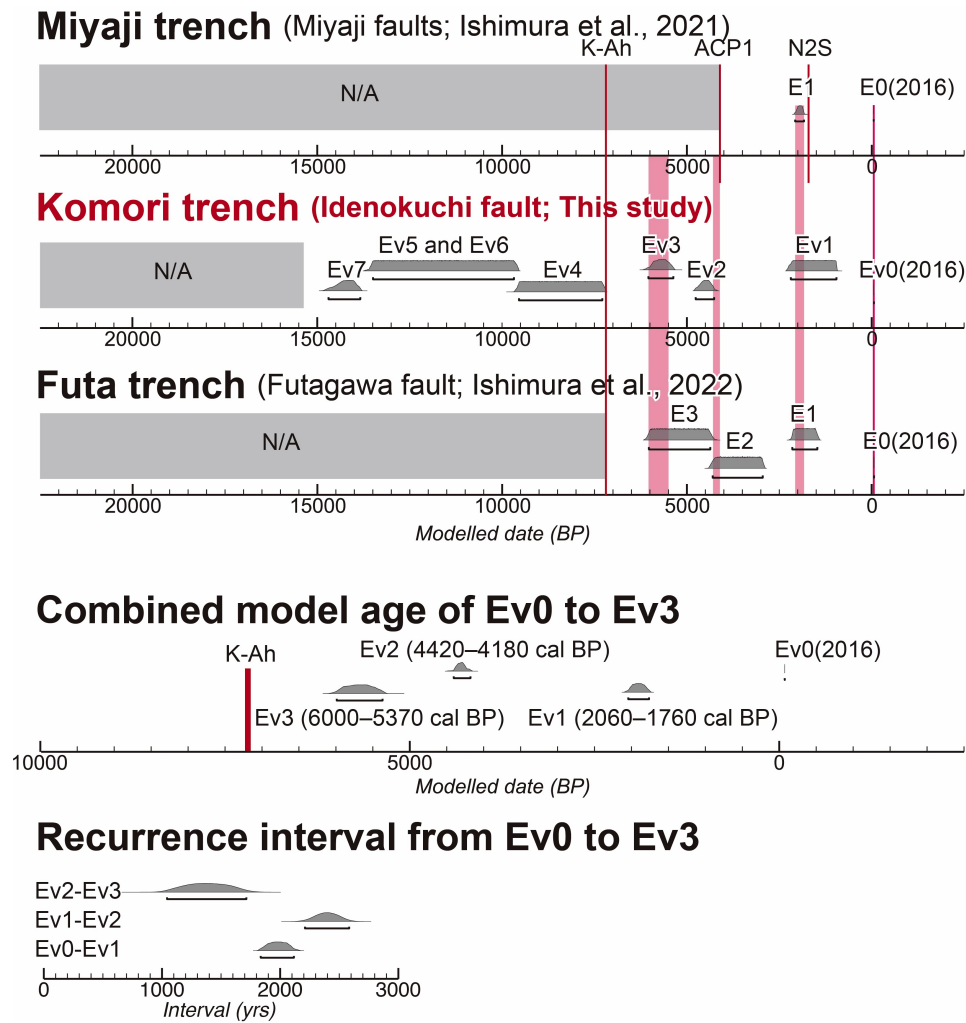 Miyaji trench (Miyaji faults; Ishimura et al., 2021)
K-Ah ACP1 N2S
N/A
E1
E0(2016)
20000 15000 10000 5000 0
Komori trench (Idenokuchi fault; This study)
N/A
Ev7
Ev5 and Ev6
Ev4
Ev3
Ev2
Ev1
Ev0(2016)
20000 15000 10000 5000 0
Futa trench (Futagawa fault; Ishimura et al., 2022)
N/A
E3
E2
E1
E0(2016)
20000 15000 10000 5000 0
Modelled date (BP)
Combined model age of Ev0 to Ev3
K-Ah
Ev2 (4420–4180 cal BP)
Ev0(2016)
Ev3 (6000–5370 cal BP)
Ev1 (2060–1760 cal BP)
10000 5000 0
Modelled date (BP)
Recurrence interval from Ev0 to Ev3
Ev2-Ev3
Ev1-Ev2
Ev0-Ev1
0 1000 2000 3000
Interval (yrs)